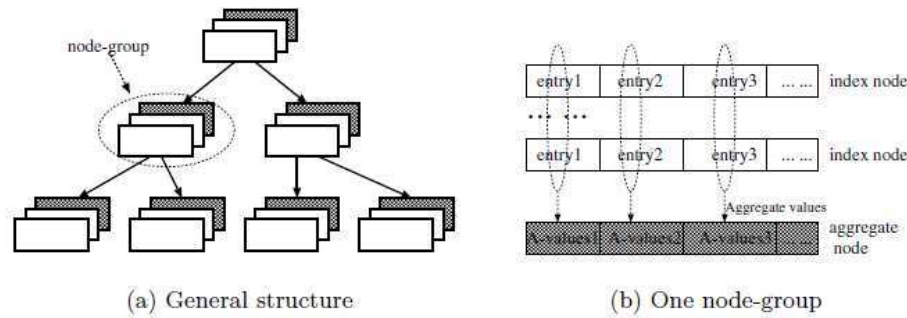 node-group
(a) General structure
entry1 entry2 entry3 ... ... index node
... ...
entry1 entry2 entry3 ... ... index node
Aggregate values
A-values1 A-values2 A-values3 ... ... aggregate
node
(b) One node-group